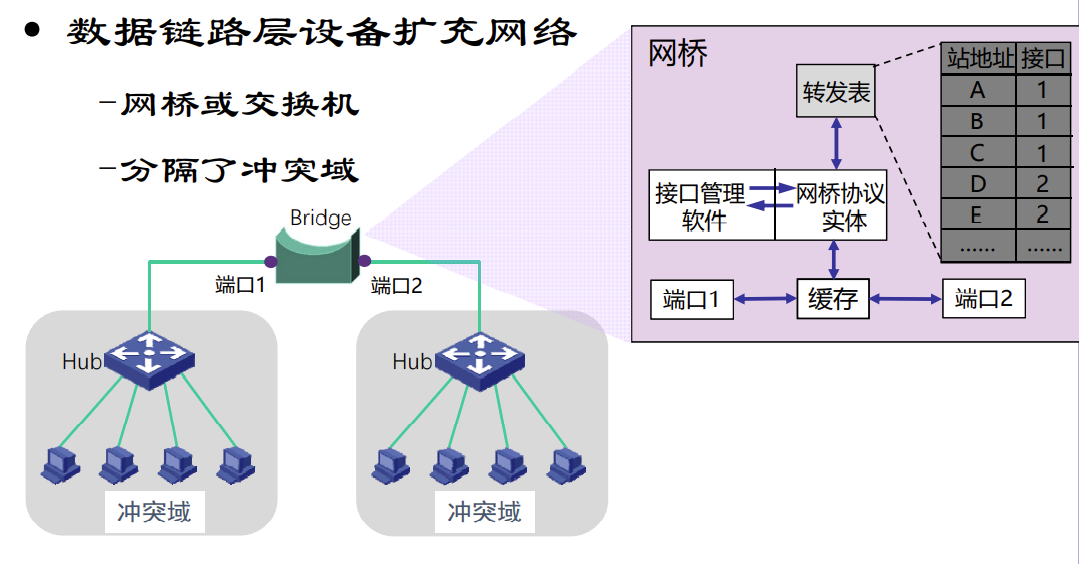 • 数据链路层设备扩充网络
–网桥或交换机
–分隔了冲突域
Bridge
端口1
端口2
Hub
Hub
冲突域
冲突域
网桥
转发表
站地址 接口
A 1
B 1
C 1
D 2
E 2
...... ......
接口管理
软件
网桥协议
实体
端口1
缓存
端口2